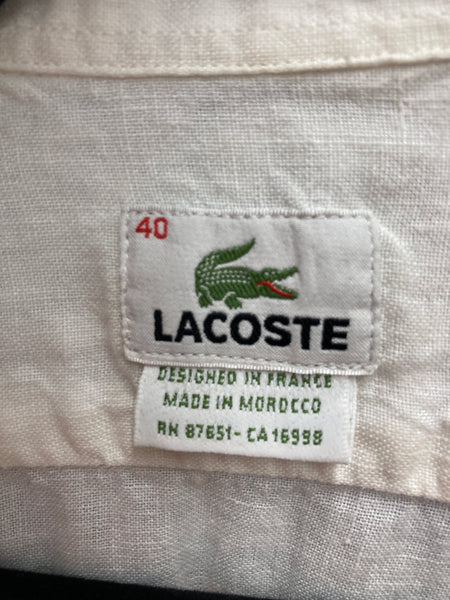 40
LACOSTE
DESIGNED IN FRANCE
MADE IN MOROCCO
RN 87651- CA 16998